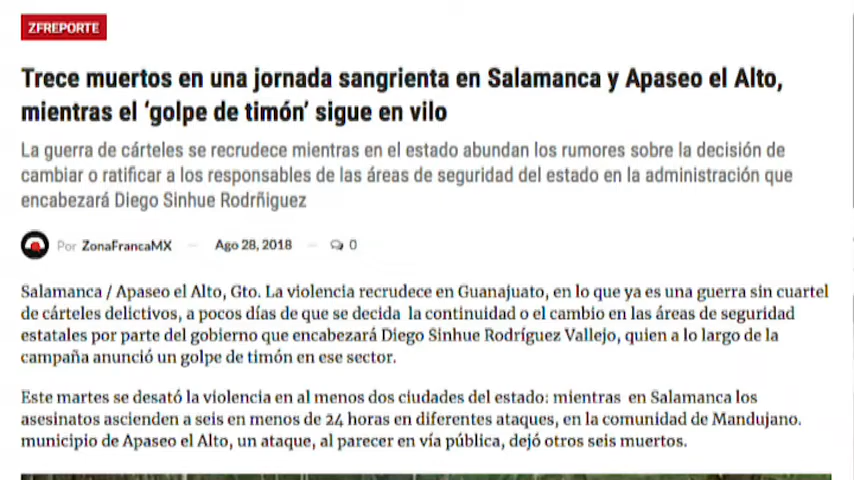 ZFREPORTE
Trece muertos en una jornada sangrienta en Salamanca y Apaseo el Alto,
mientras el ‘golpe de timón’ sigue en vilo
La guerra de cárteles se recrudece mientras en el estado abundan los rumores sobre la decisión de
cambiar o ratificar a los responsables de las áreas de seguridad del estado en la administración que
encabezará Diego Sinhue Rodrñiguez
Por ZonaFrancaMX — Ago 28, 2018 — 0
Salamanca / Apaseo el Alto, Gto. La violencia recrudece en Guanajuato, en lo que ya es una guerra sin cuartel
de cárteles delictivos, a pocos días de que se decida la continuidad o el cambio en las áreas de seguridad
estatales por parte del gobierno que encabezará Diego Sinhue Rodríguez Vallejo, quien a lo largo de la
campaña anunció un golpe de timón en ese sector.
Este martes se desató la violencia en al menos dos ciudades del estado: mientras en Salamanca los
asesinatos ascienden a seis en menos de 24 horas en diferentes ataques, en la comunidad de Mandujano.
municipio de Apaseo el Alto, un ataque, al parecer en vía pública, dejó otros seis muertos.